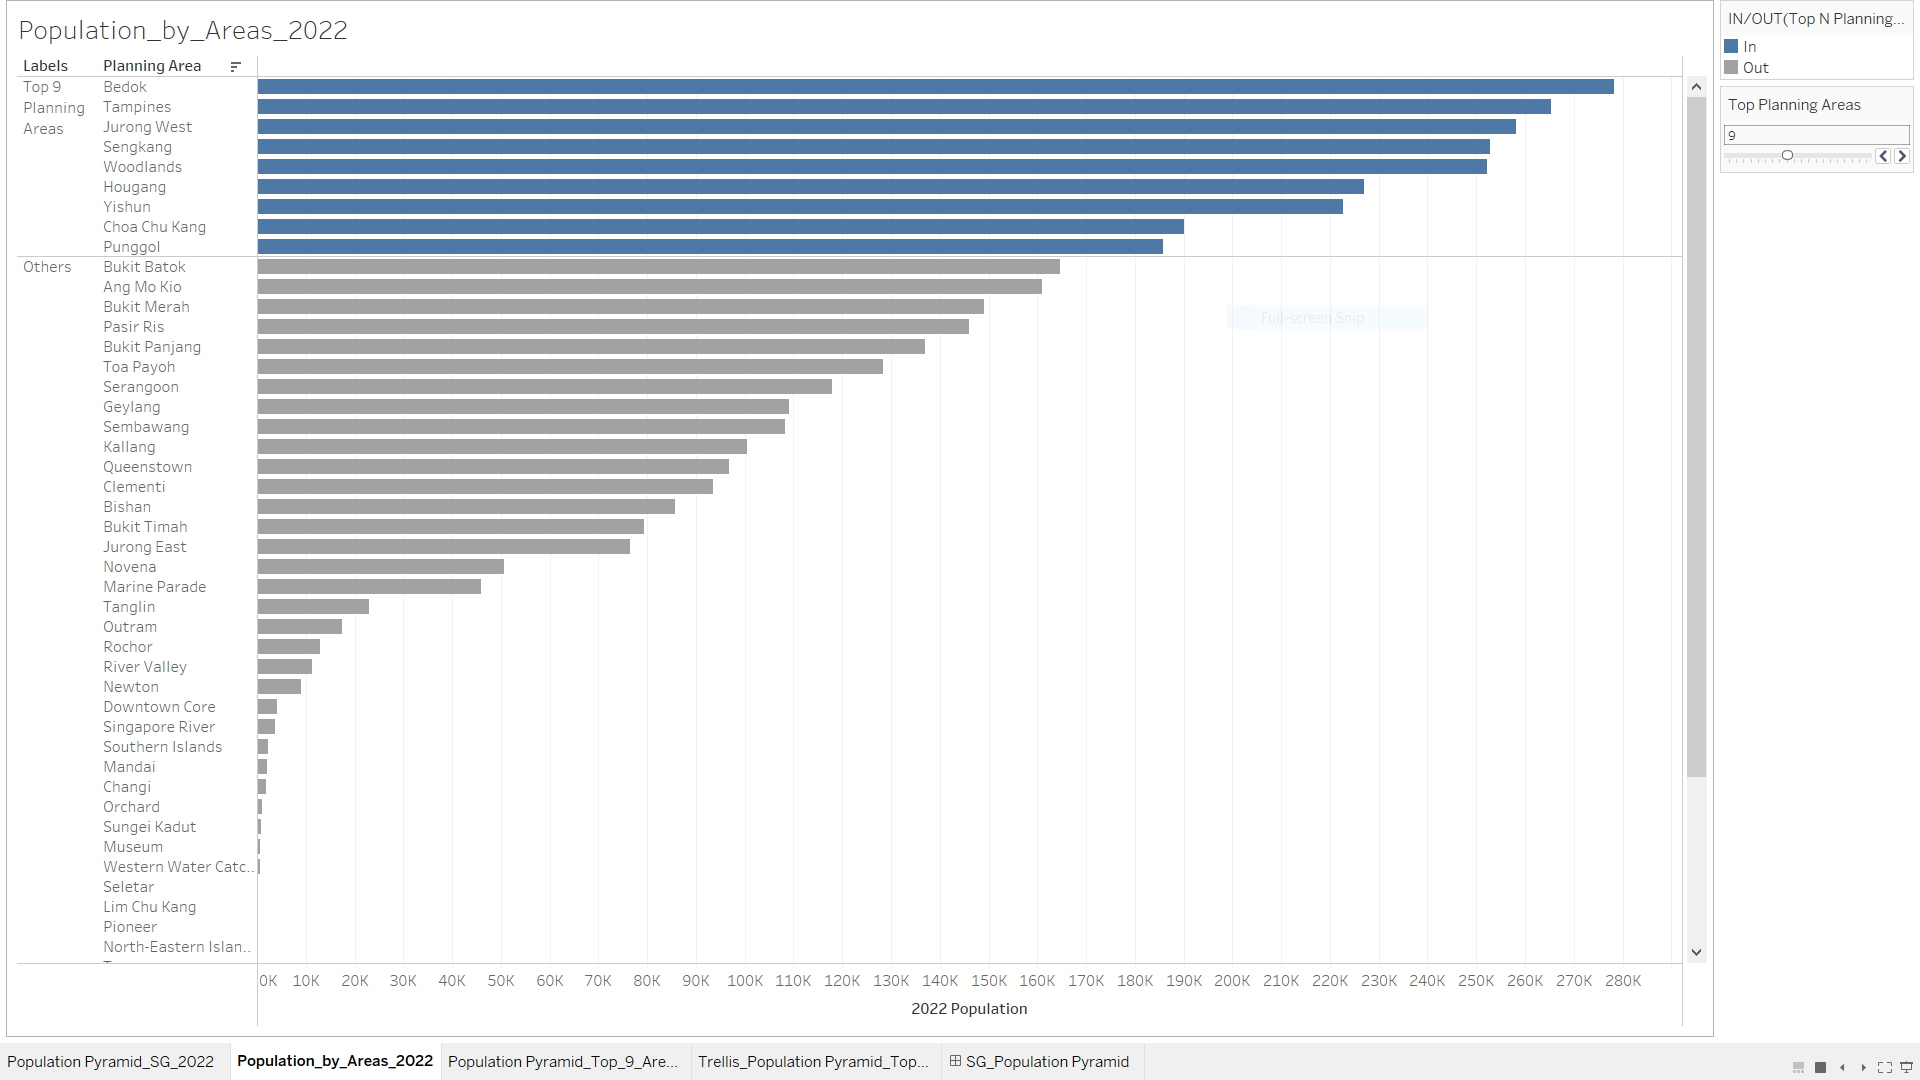 Population_by_Areas_2022
Labels Planning Area
Top 9 Planning Areas
Bedok
Tampines
Jurong West
Sengkang
Woodlands
Hougang
Yishun
Choa Chu Kang
Punggol
Others
Bukit Batok
Ang Mo Kio
Bukit Merah
Pasir Ris
Bukit Panjang
Toa Payoh
Serangoon
Geylang
Sembawang
Kallang
Queenstown
Clementi
Bishan
Bukit Timah
Jurong East
Novena
Marine Parade
Tanglin
Outram
Rochor
River Valley
Newton
Downtown Core
Singapore River
Southern Islands
Mandai
Changi
Orchard
Sungei Kadut
Museum
Western Water Catc..
Seletar
Lim Chu Kang
Pioneer
North-Eastern Islan..
Full-screen Snip
0K 10K 20K 30K 40K 50K 60K 70K 80K 90K 100K 110K 120K 130K 140K 150K 160K 170K 180K 190K 200K 210K 220K 230K 240K 250K 260K 270K 280K
2022 Population
IN/OUT(Top N Planning...
In
Out
Top Planning Areas
9
Population Pyramid_SG_2022 Population_by_Areas_2022 Population Pyramid_Top_9_Are... Trellis_Population Pyramid_Top... SG_Population Pyramid